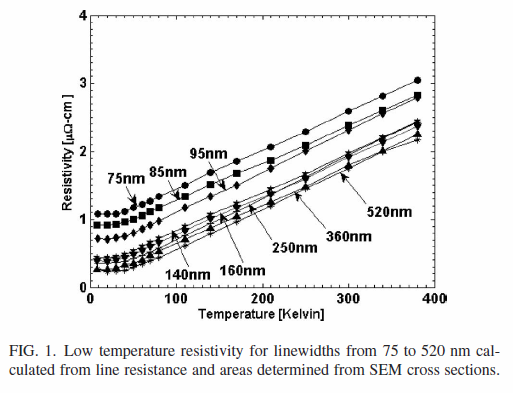 4
3
2
1
0
Resistivity [μΩ-cm]
75nm
85nm
95nm
140nm
160nm
250nm
360nm
520nm
0 100 200 300 400
Temperature [Kelvin]
FIG. 1. Low temperature resistivity for linewidths from 75 to 520 nm cal-
culated from line resistance and areas determined from SEM cross sections.